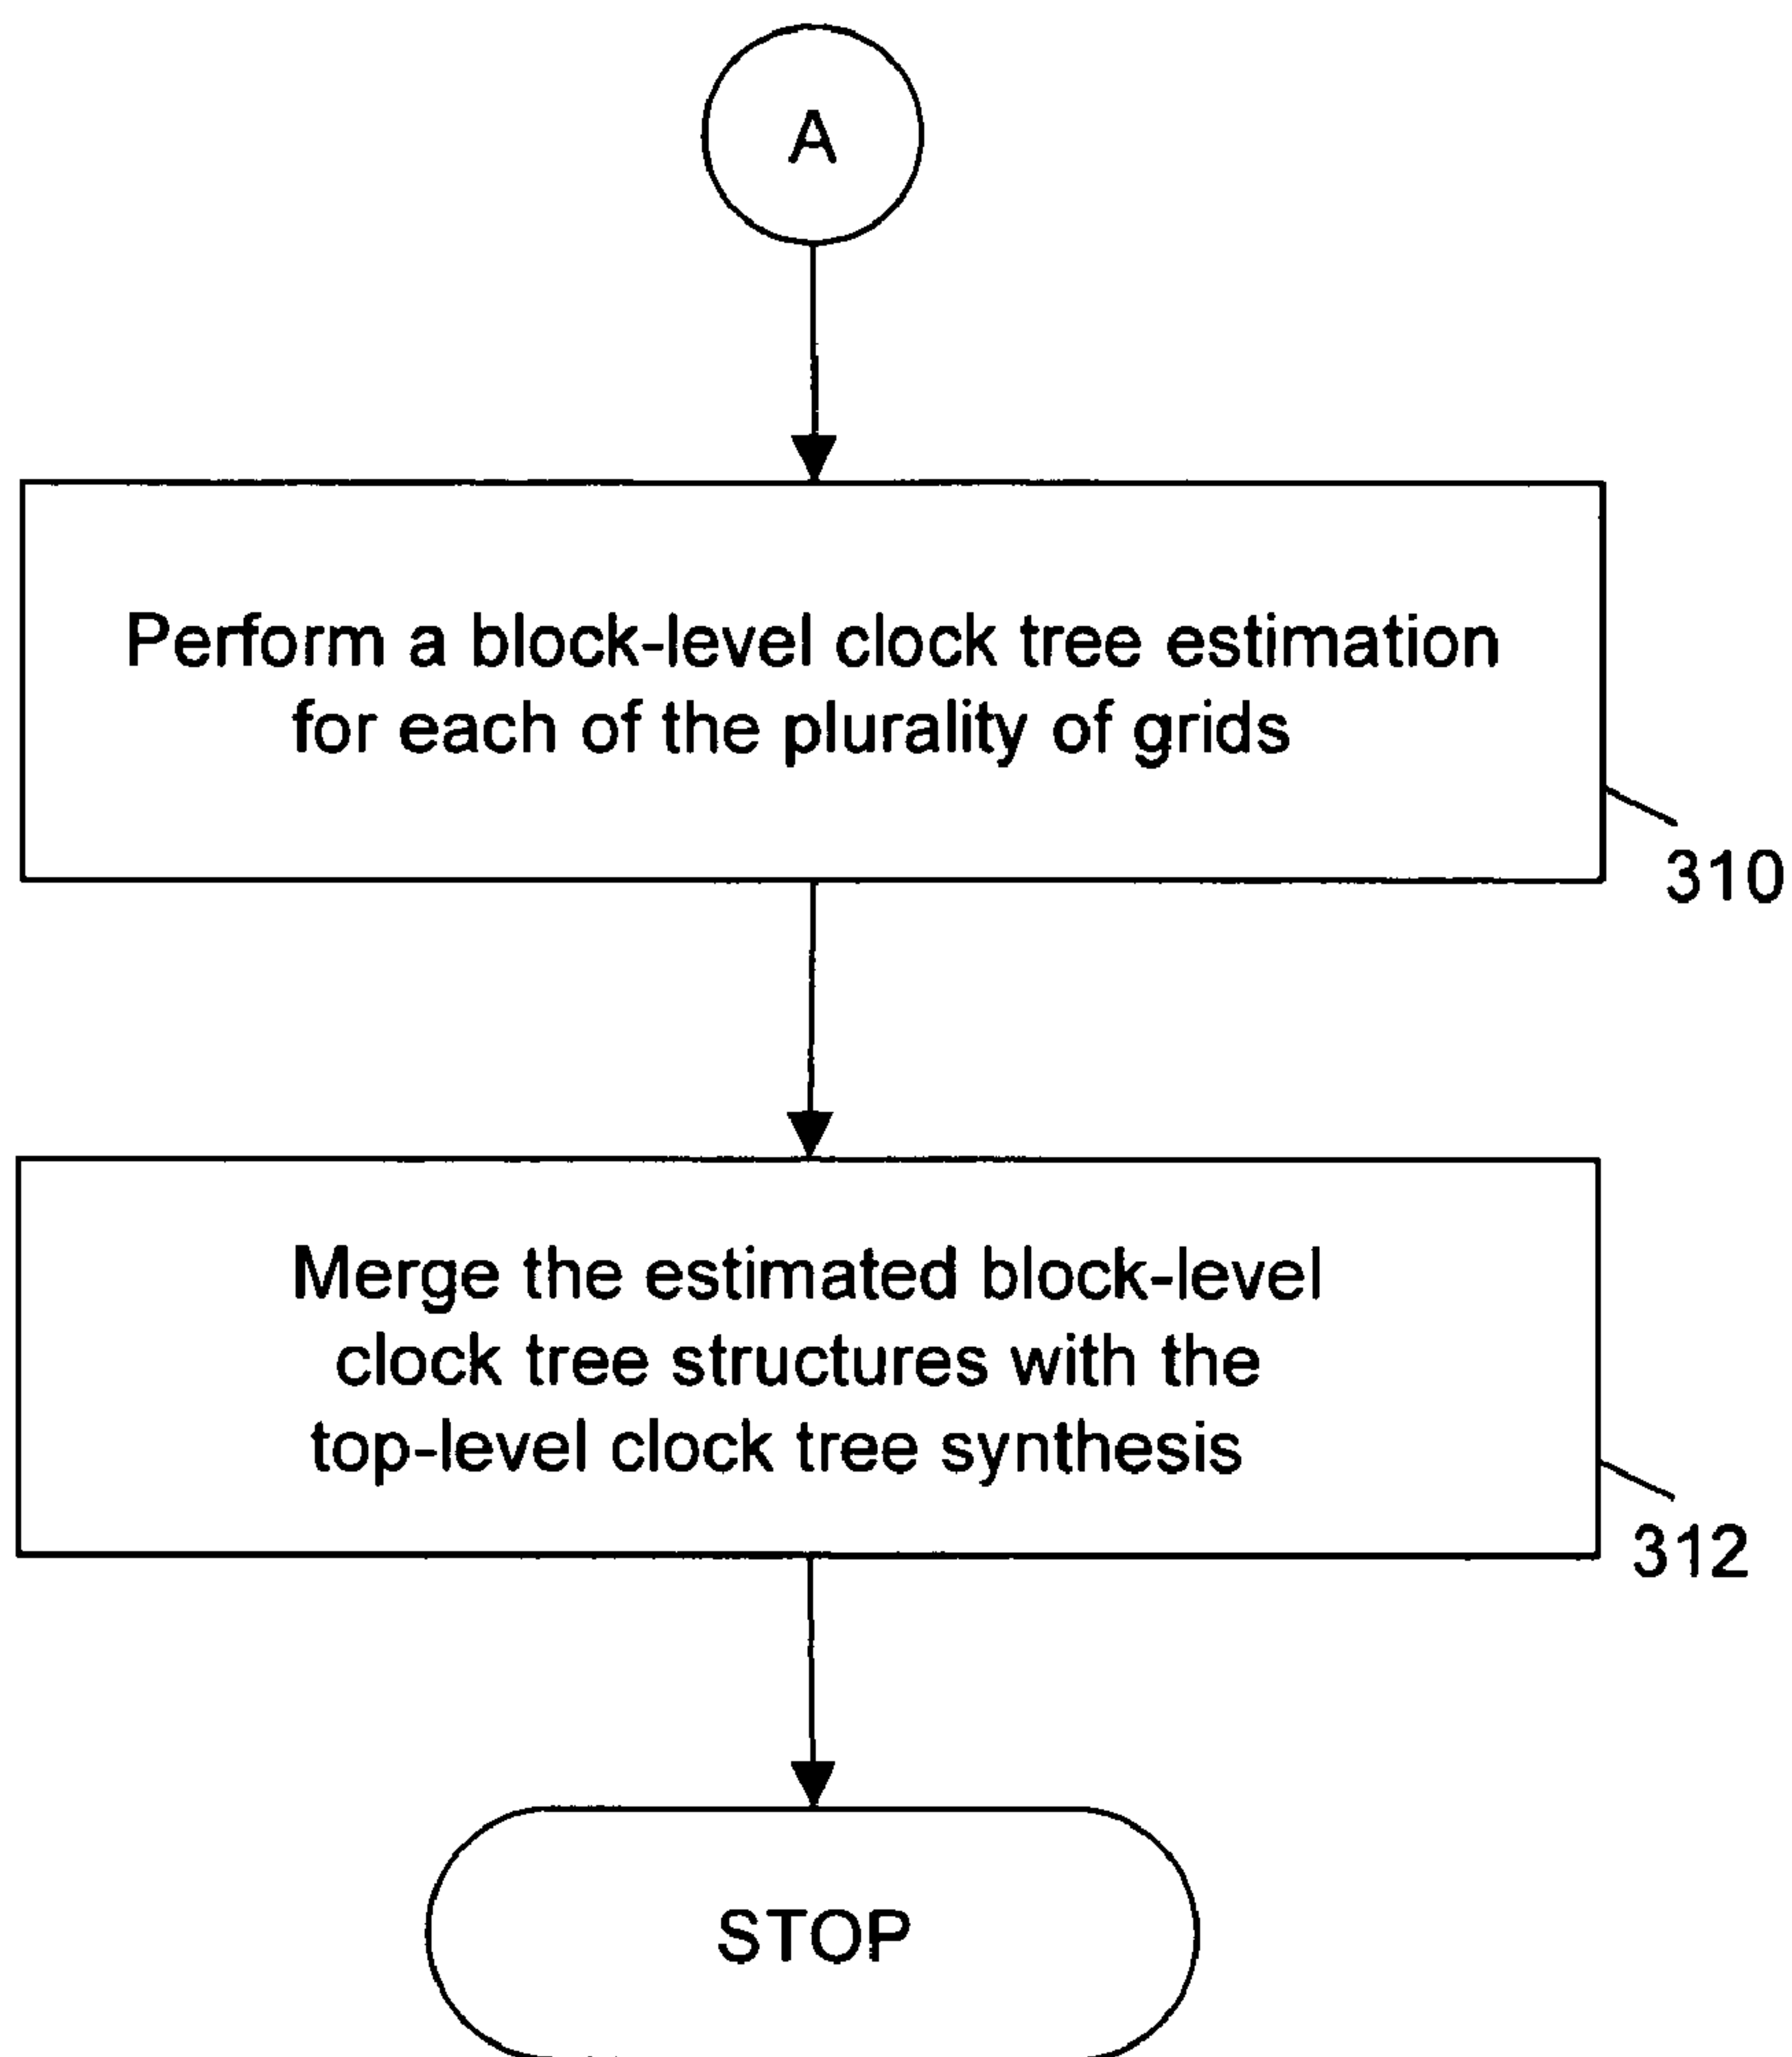 A
Perform a block-level clock tree estimation
for each of the plurality of grids
310
Merge the estimated block-level
clock tree structures with the
top-level clock tree synthesis
312
STOP